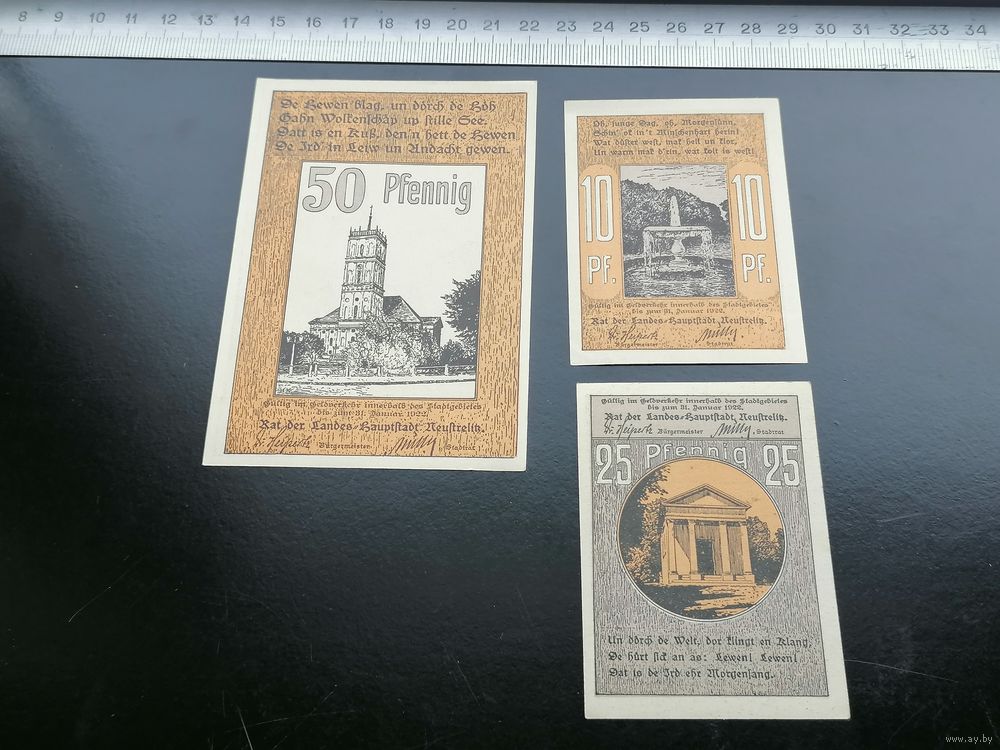 8 9 10 11 12 13 14 15 16 17 18 19 20 21 22 23 24 25 26 27 28 29 30 31 32 33 34
De Hewen blag, un dörch de Höh
Gahn Wolkenschäp up stille See.
Datt is en Kuß, den'n hett de Hewen
De Ird' in Leiw un Andacht gewen.
50 Pfennig
Gültig im Geldverkehr innerhalb des Stadtgebietes
bis zum 31. Januar 1922.
Rat der Landes-Hauptstadt Neustrelitz.
Bürgermeister Stadtrat
Oh, junge Dag, oh, Morgensünn,
Schin' ok in't Minschenhart herin!
Wat düster west, mak hell un klor,
Un warm mak d'rin, wat kolt is west!
10 10
Pf. Pf.
Gültig im Geldverkehr innerhalb des Stadtgebietes
bis zum 31. Januar 1922.
Rat der Landes-Hauptstadt Neustrelitz.
Bürgermeister Stadtrat
Gültig im Geldverkehr innerhalb des Stadtgebietes
bis zum 31. Januar 1922.
Rat der Landes-Hauptstadt Neustrelitz.
Bürgermeister Stadtrat
25 Pfennig 25
Un dörch de Welt, dor klingt en Klang,
De hürt sick an as: Lewen! Lewen!
Dat is de Ird ehr Morgensang.
www.ay.by